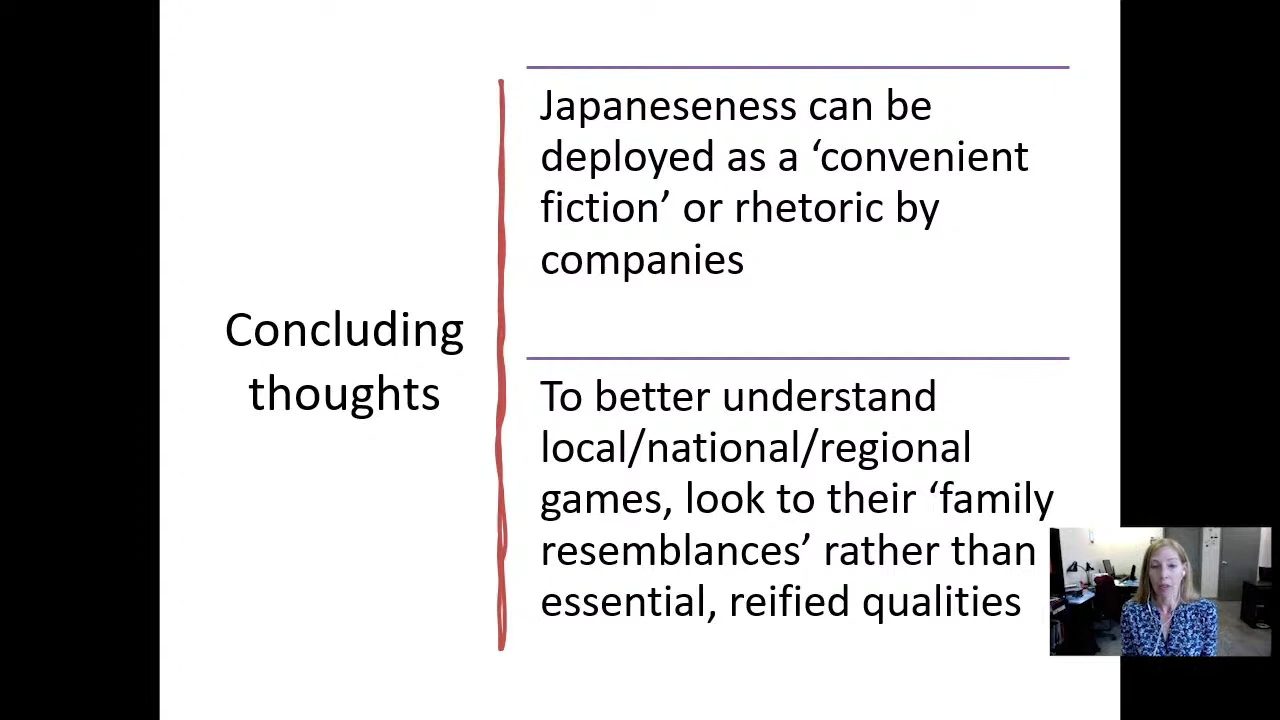 Concluding
thoughts
Japaneseness can be
deployed as a ‘convenient
fiction’ or rhetoric by
companies
To better understand
local/national/regional
games, look to their ‘family
resemblances’ rather than
essential, reified qualities